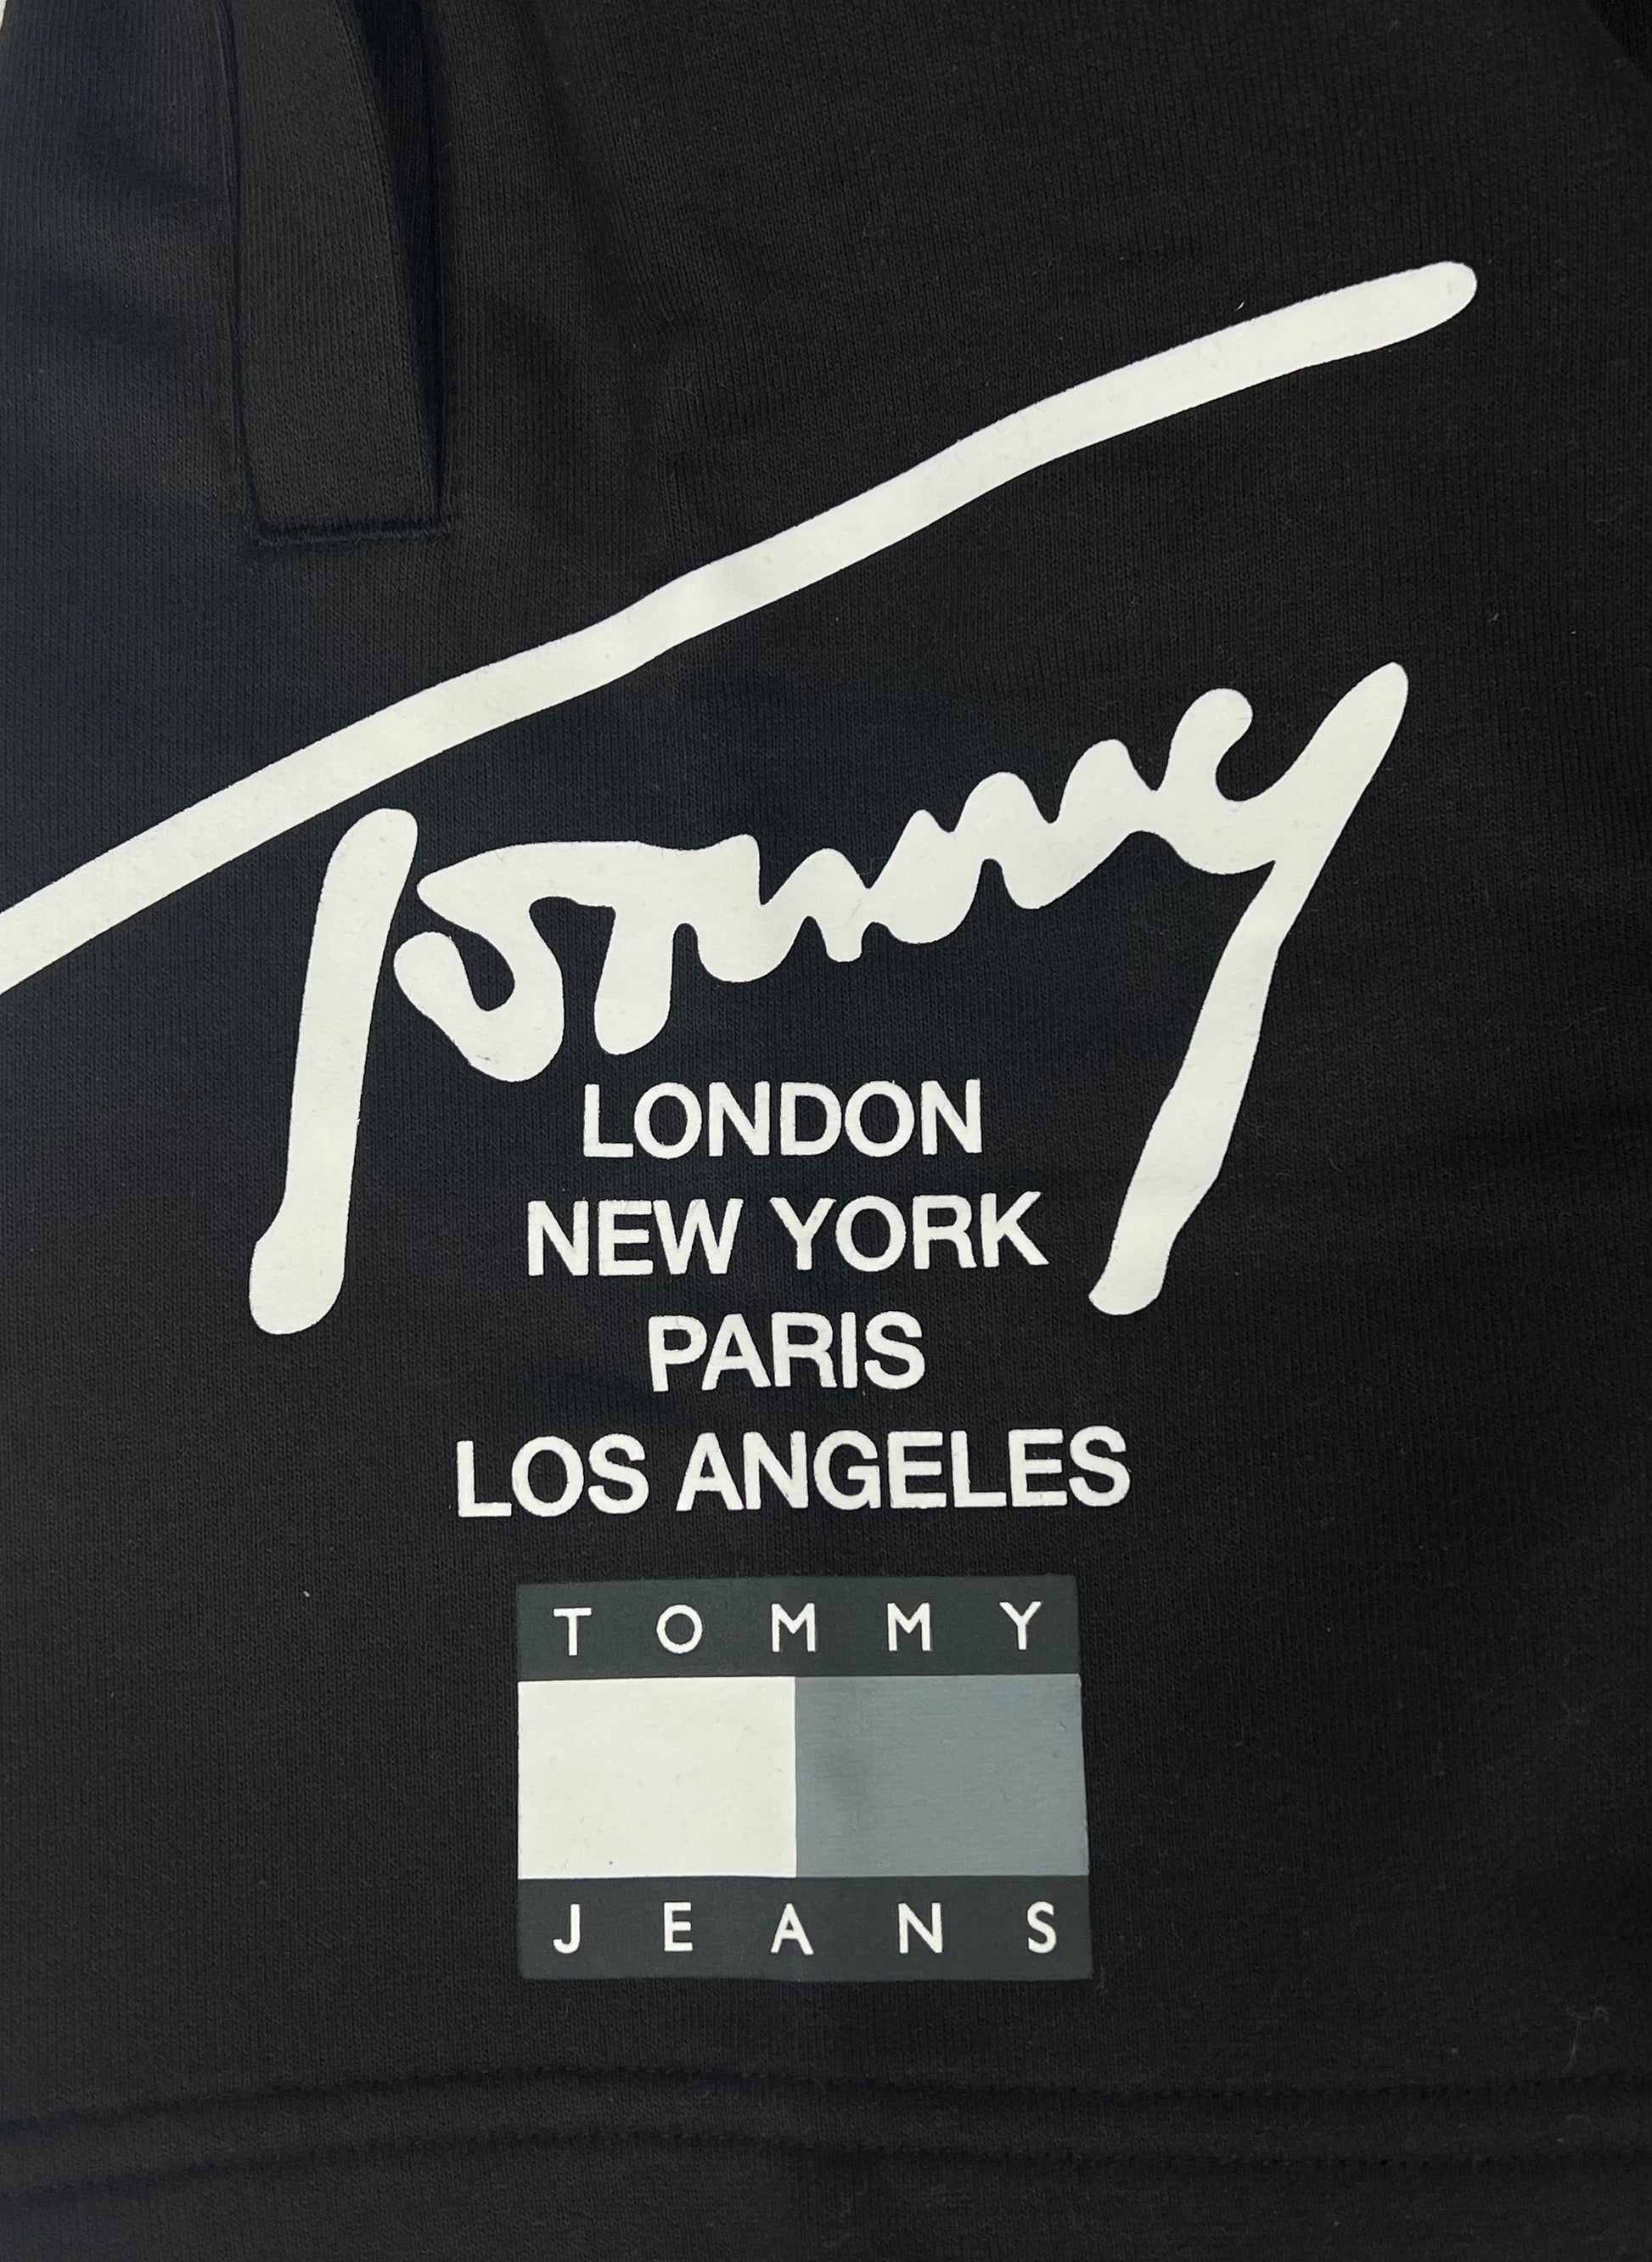 Tommy
LONDON
NEW YORK
PARIS
LOS ANGELES
TOMMY
JEANS